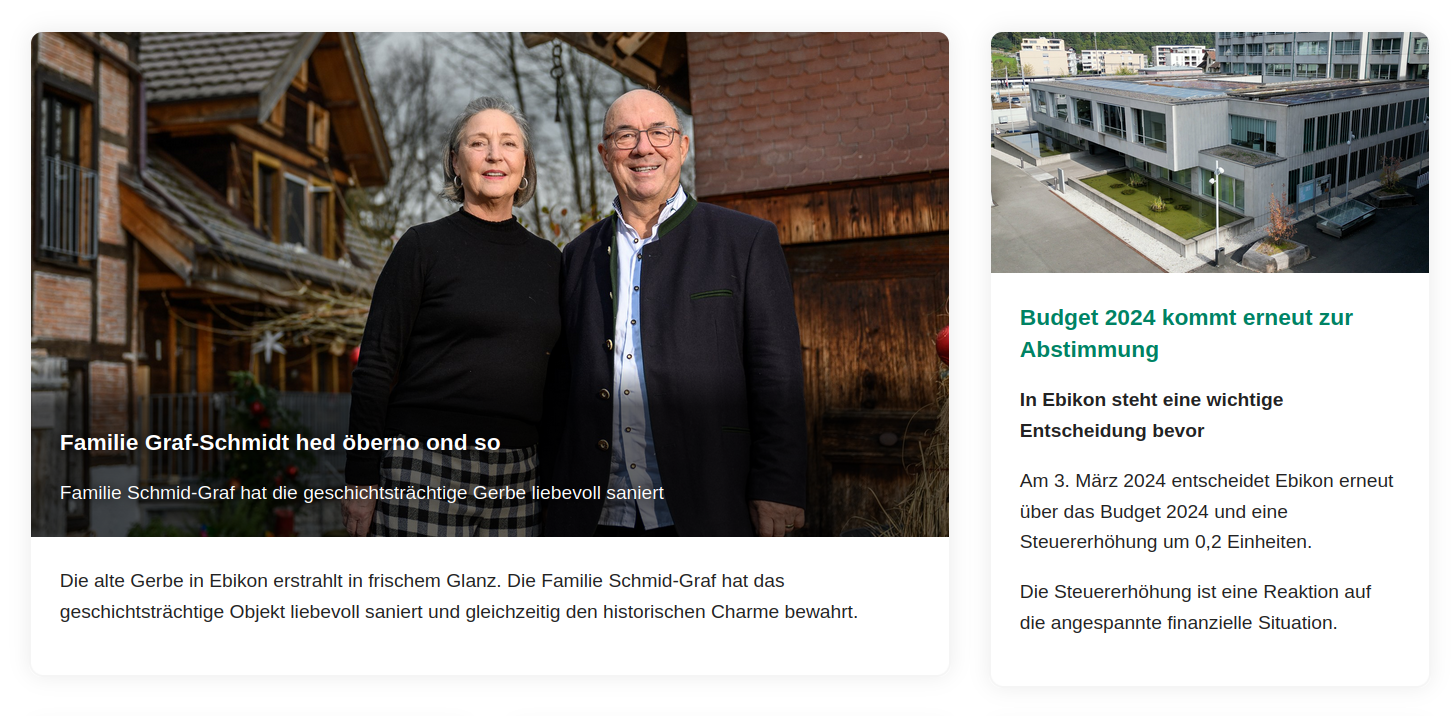 Familie Graf-Schmidt hed öberno ond so
Familie Schmid-Graf hat die geschichtsträchtige Gerbe liebevoll saniert
Die alte Gerbe in Ebikon erstrahlt in frischem Glanz. Die Familie Schmid-Graf hat das
geschichtsträchtige Objekt liebevoll saniert und gleichzeitig den historischen Charme bewahrt.
Budget 2024 kommt erneut zur
Abstimmung
In Ebikon steht eine wichtige
Entscheidung bevor
Am 3. März 2024 entscheidet Ebikon erneut
über das Budget 2024 und eine
Steuererhöhung um 0,2 Einheiten.
Die Steuererhöhung ist eine Reaktion auf
die angespannte finanzielle Situation.